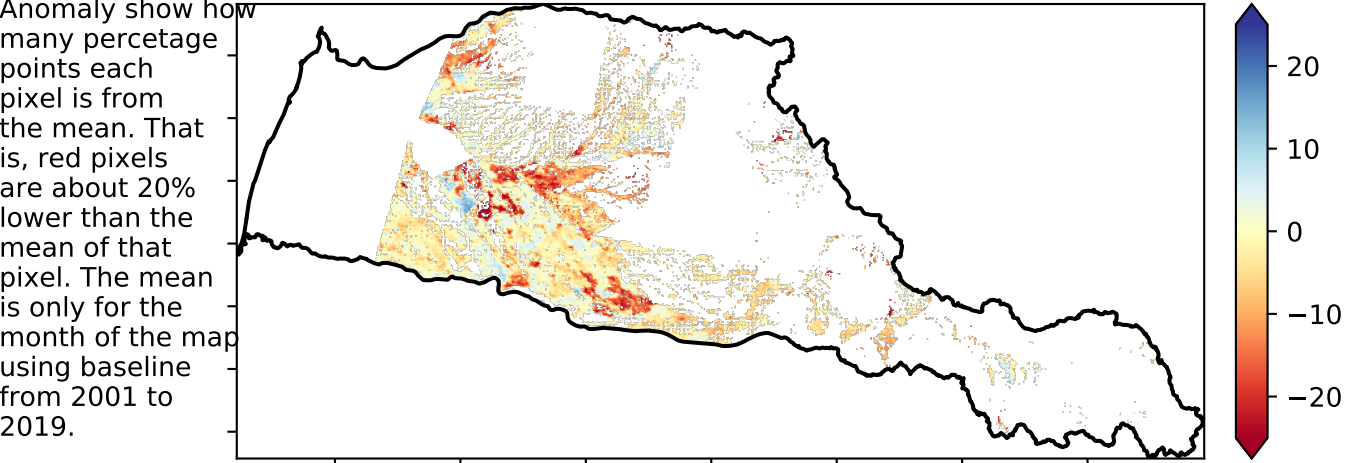 Anomaly show how
many percetage
points each
pixel is from
the mean. That
is, red pixels
are about 20%
lower than the
mean of that
pixel. The mean
is only for the
month of the map
using baseline
from 2001 to
2019.
20
10
0
−10
−20